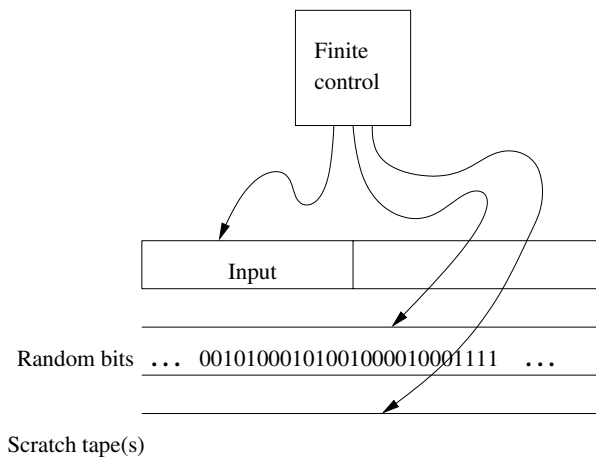 Finite
control
Input
Random bits ... 00101000101001000010001111 ...
Scratch tape(s)